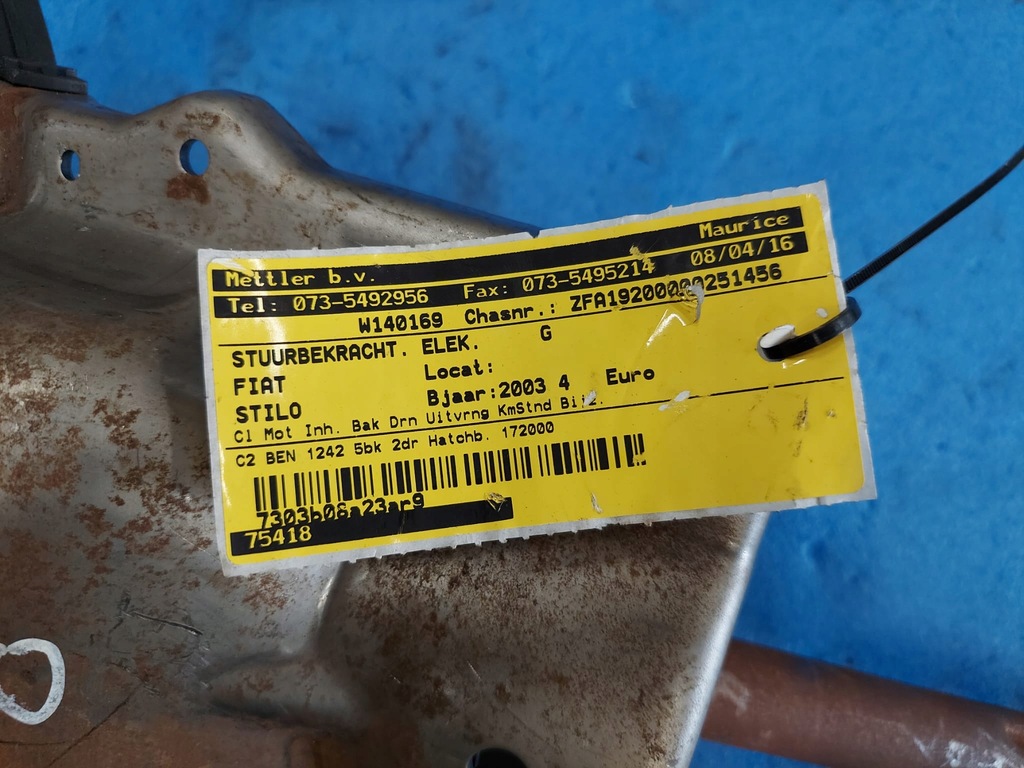 Mettler b.v. Maurice
Tel: 073-5492956 Fax: 073-5495214 08/04/16
W140169 Chasnr.: ZFA19200000251456
STUURBEKRACHT. ELEK. G
FIAT Locat:
STILO Bjaar:2003 4 Euro
C1 Mot Inh. Bak Drn Uitvrng KmStnd Bijz.
C2 BEN 1242 5bk 2dr Hatchb. 172000
7303b08a23ar9
75418